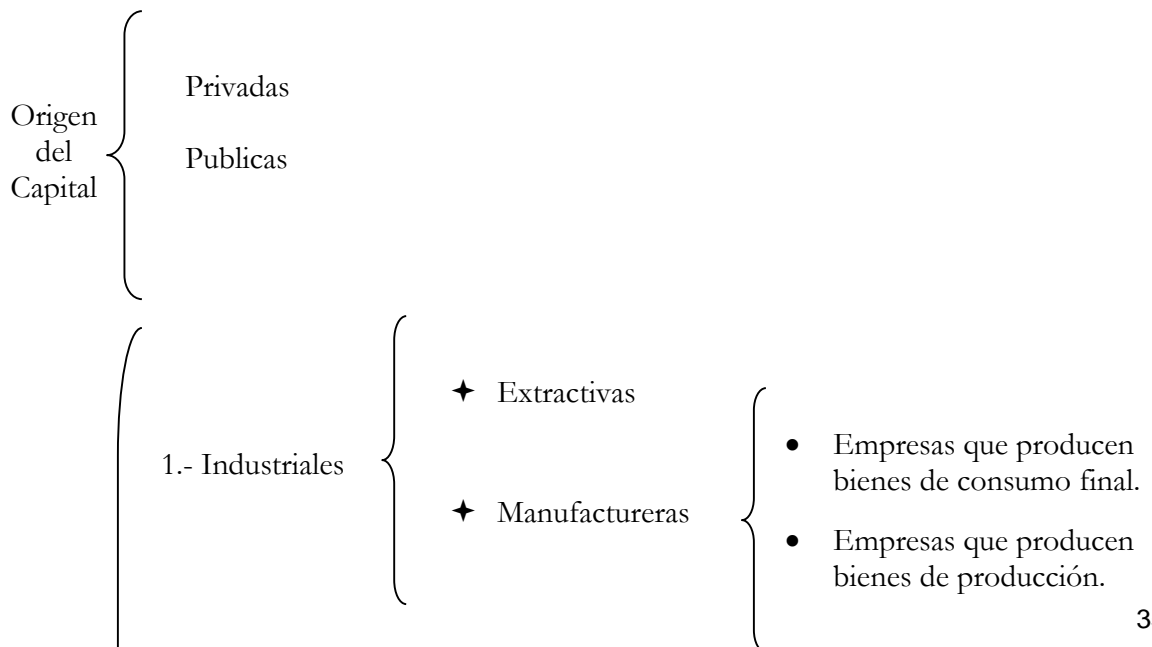 Privadas
Origen
del
Capital
Publicas
Extractivas
1.- Industriales
Manufactureras
Empresas que producen
bienes de consumo final.
Empresas que producen
bienes de producción.
3